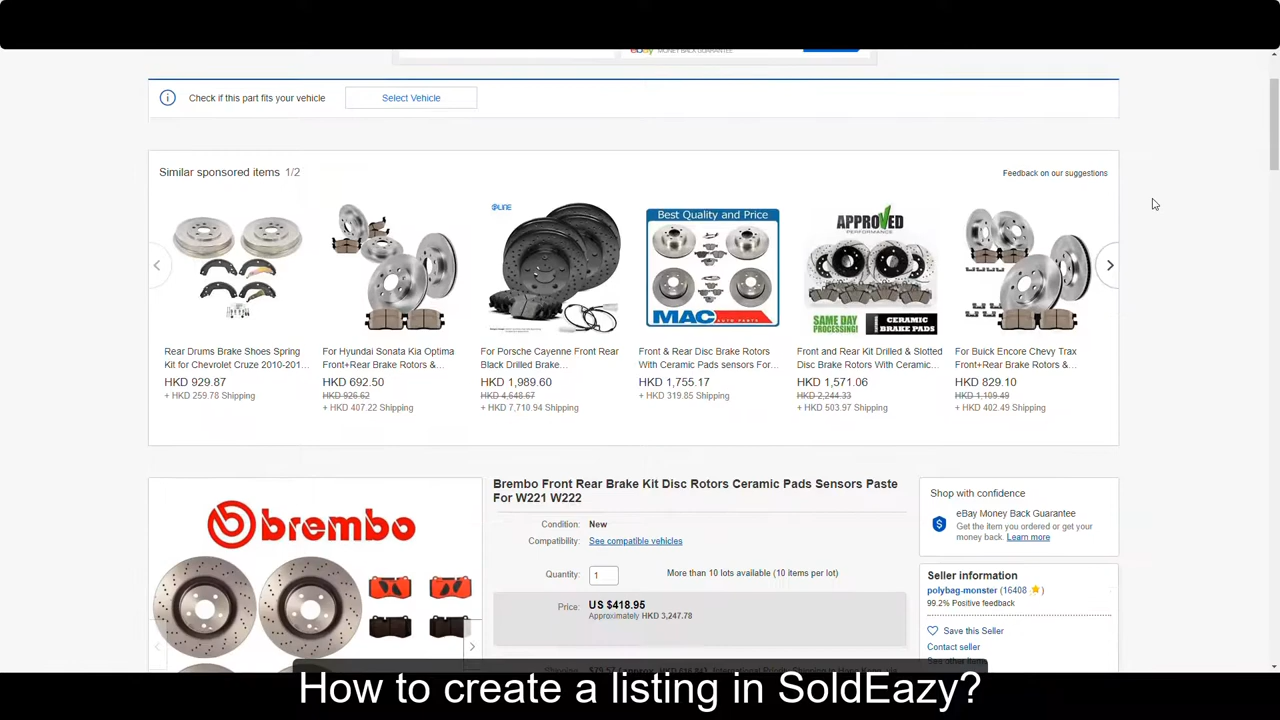 ebay MONEY BACK GUARANTEE
Check if this part fits your vehicle
Select Vehicle
Similar sponsored items 1/2
Feedback on our suggestions
SLINE
Best Quality and Price
MAC AUTO PARTS
APPROVED
PERFORMANCE
SAME DAY
PROCESSING!
CERAMIC
BRAKE PADS
Rear Drums Brake Shoes Spring
Kit for Chevrolet Cruze 2010-201...
HKD 929.87
+ HKD 259.78 Shipping
For Hyundai Sonata Kia Optima
Front+Rear Brake Rotors &...
HKD 692.50
HKD 926.62
+ HKD 407.22 Shipping
For Porsche Cayenne Front Rear
Black Drilled Brake...
HKD 1,989.60
HKD 4,648.67
+ HKD 7,710.94 Shipping
Front & Rear Disc Brake Rotors
With Ceramic Pads sensors For...
HKD 1,755.17
+ HKD 319.85 Shipping
Front and Rear Kit Drilled & Slotted
Disc Brake Rotors With Ceramic...
HKD 1,571.06
HKD 2,244.33
+ HKD 503.97 Shipping
For Buick Encore Chevy Trax
Front+Rear Brake Rotors &...
HKD 829.10
HKD 1,109.49
+ HKD 402.49 Shipping
brembo
Brembo Front Rear Brake Kit Disc Rotors Ceramic Pads Sensors Paste
For W221 W222
Condition: New
Compatibility: See compatible vehicles
Quantity: 1 More than 10 lots available (10 items per lot)
Price: US $418.95
Approximately HKD 3,247.78
Shop with confidence
eBay Money Back Guarantee
Get the item you ordered or get your
money back. Learn more
Seller information
polybag-monster (16408 )
99.2% Positive feedback
Save this Seller
Contact seller
See other items
How to create a listing in SoldEazy?